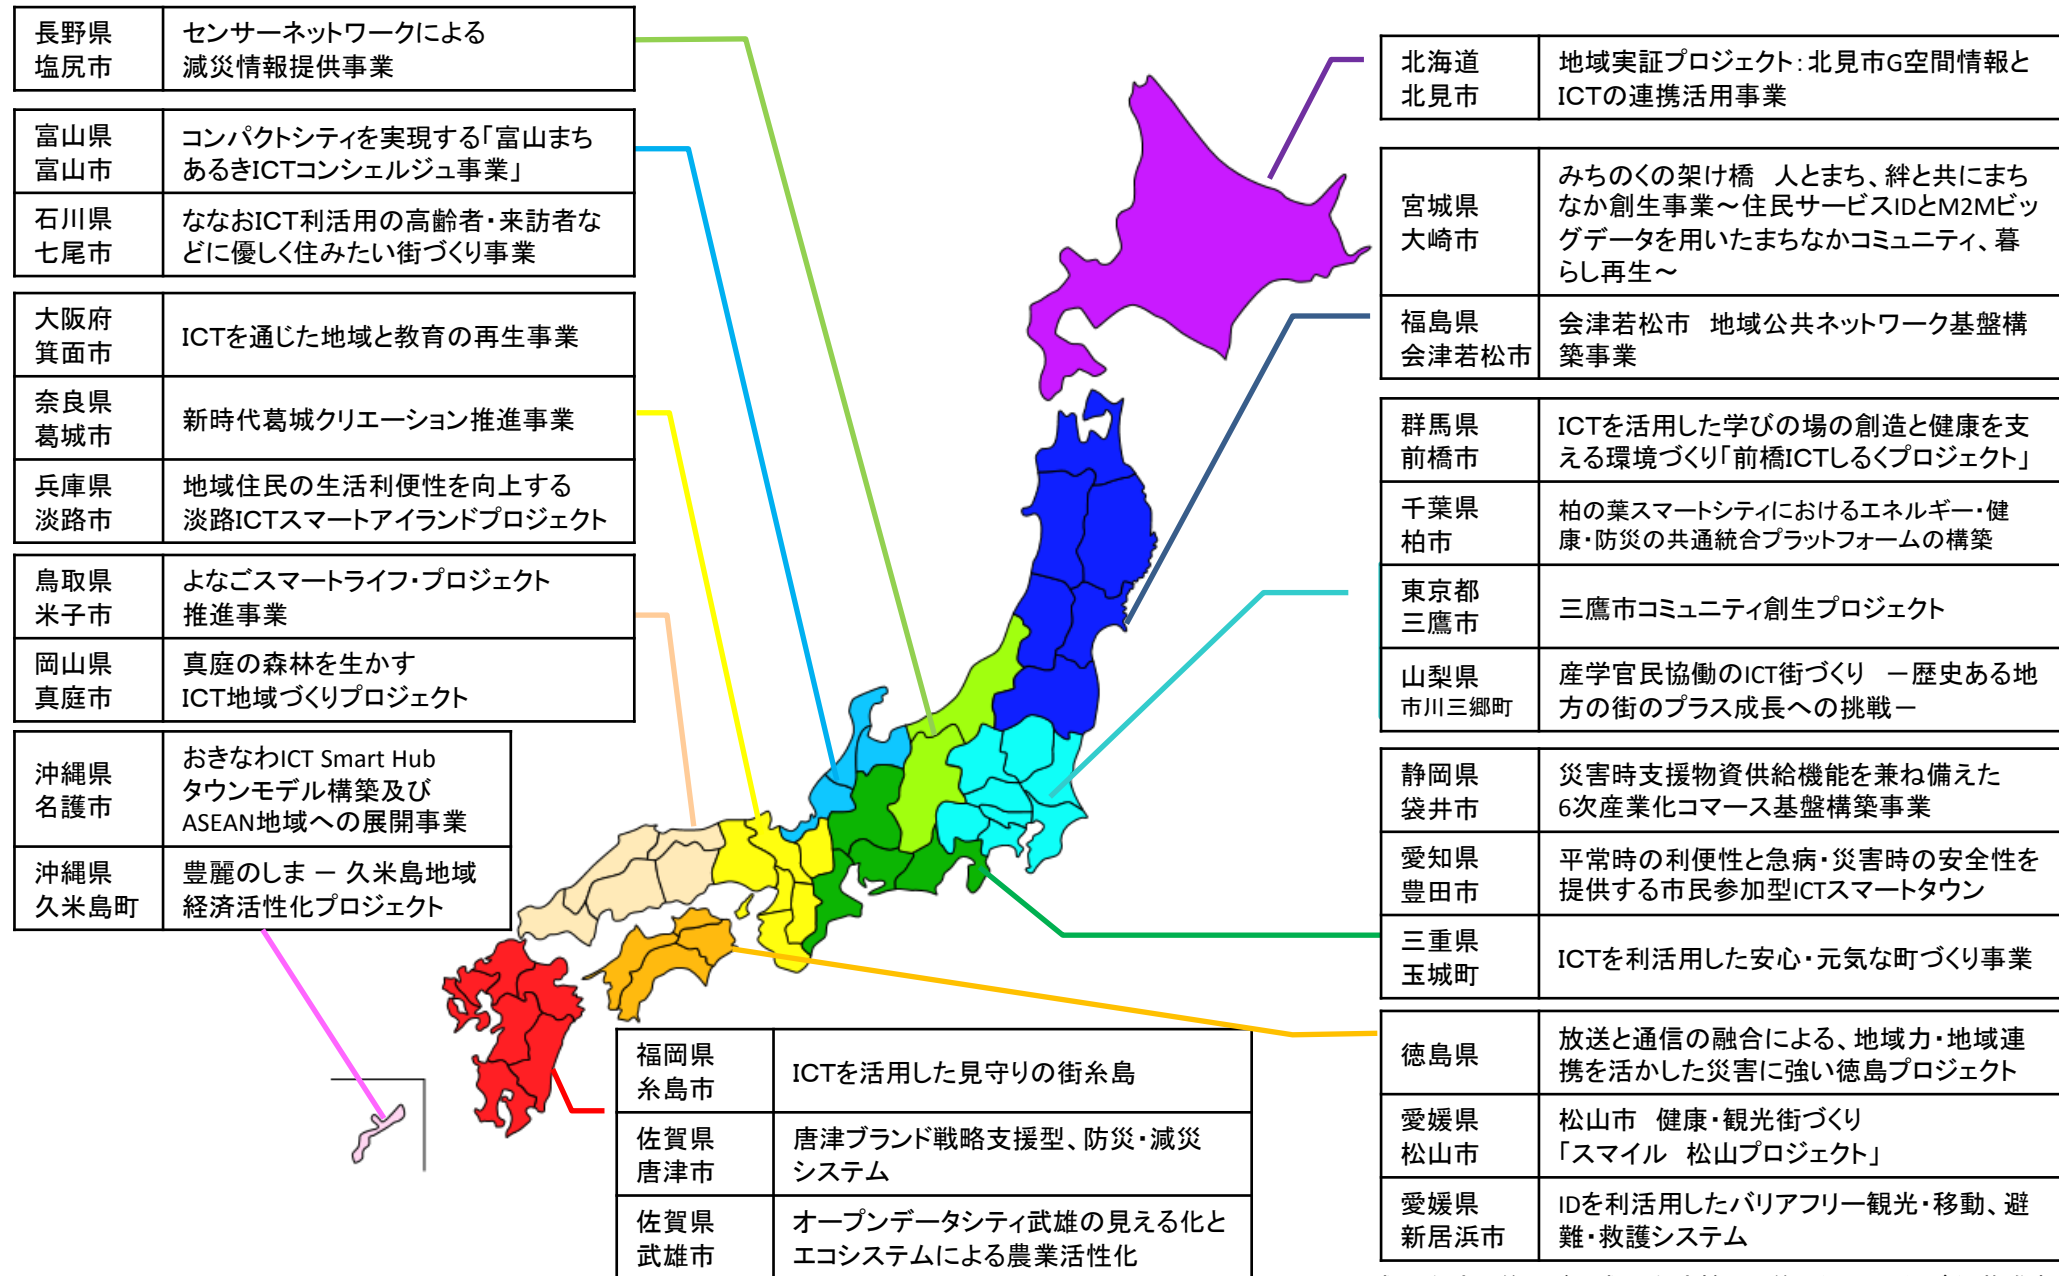 長野県
塩尻市
センサーネットワークによる
減災情報提供事業
富山県
富山市
コンパクトシティを実現する「富山まち
あるきICTコンシェルジュ事業」
石川県
七尾市
ななおICT利活用の高齢者・来訪者な
どに優しく住みたい街づくり事業
大阪府
箕面市
ICTを通じた地域と教育の再生事業
奈良県
葛城市
新時代葛城クリエーション推進事業
兵庫県
淡路市
地域住民の生活利便性を向上する
淡路ICTスマートアイランドプロジェクト
鳥取県
米子市
よなごスマートライフ・プロジェクト
推進事業
岡山県
真庭市
真庭の森林を生かす
ICT地域づくりプロジェクト
沖縄県
名護市
おきなわICT Smart Hub
タウンモデル構築及び
ASEAN地域への展開事業
沖縄県
久米島町
豊麗のしま － 久米島地域
経済活性化プロジェクト
福岡県
糸島市
ICTを活用した見守りの街糸島
佐賀県
唐津市
唐津ブランド戦略支援型、防災・減災
システム
佐賀県
武雄市
オープンデータシティ武雄の見える化と
エコシステムによる農業活性化
北海道
北見市
地域実証プロジェクト：北見市G空間情報と
ICTの連携活用事業
宮城県
大崎市
みちのくの架け橋　人とまち、絆と共にまち
なか創生事業～住民サービスIDとM2Mビッ
グデータを用いたまちなかコミュニティ、暮
らし再生～
福島県
会津若松市
会津若松市　地域公共ネットワーク基盤構
築事業
群馬県
前橋市
ICTを活用した学びの場の創造と健康を支
える環境づくり「前橋ICTしるくプロジェクト」
千葉県
柏市
柏の葉スマートシティにおけるエネルギー・健
康・防災の共通統合プラットフォームの構築
東京都
三鷹市
三鷹市コミュニティ創生プロジェクト
山梨県
市川三郷町
産学官民協働のICT街づくり　－歴史ある地
方の街のプラス成長への挑戦－
静岡県
袋井市
災害時支援物資供給機能を兼ね備えた
6次産業化コマース基盤構築事業
愛知県
豊田市
平常時の利便性と急病・災害時の安全性を
提供する市民参加型ICTスマートタウン
三重県
玉城町
ICTを利活用した安心・元気な町づくり事業
徳島県
放送と通信の融合による、地域力・地域連
携を活かした災害に強い徳島プロジェクト
愛媛県
松山市
松山市　健康・観光街づくり
「スマイル　松山プロジェクト」
愛媛県
新居浜市
IDを利活用したバリアフリー観光・移動、避
難・救護システム